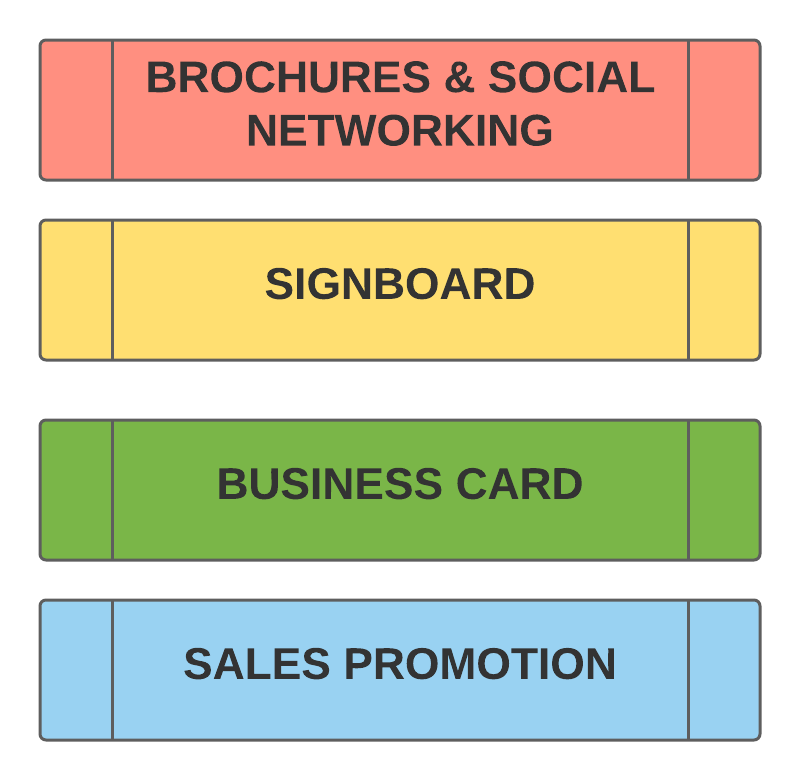 BROCHURES & SOCIAL
NETWORKING
SIGNBOARD
BUSINESS CARD
SALES PROMOTION